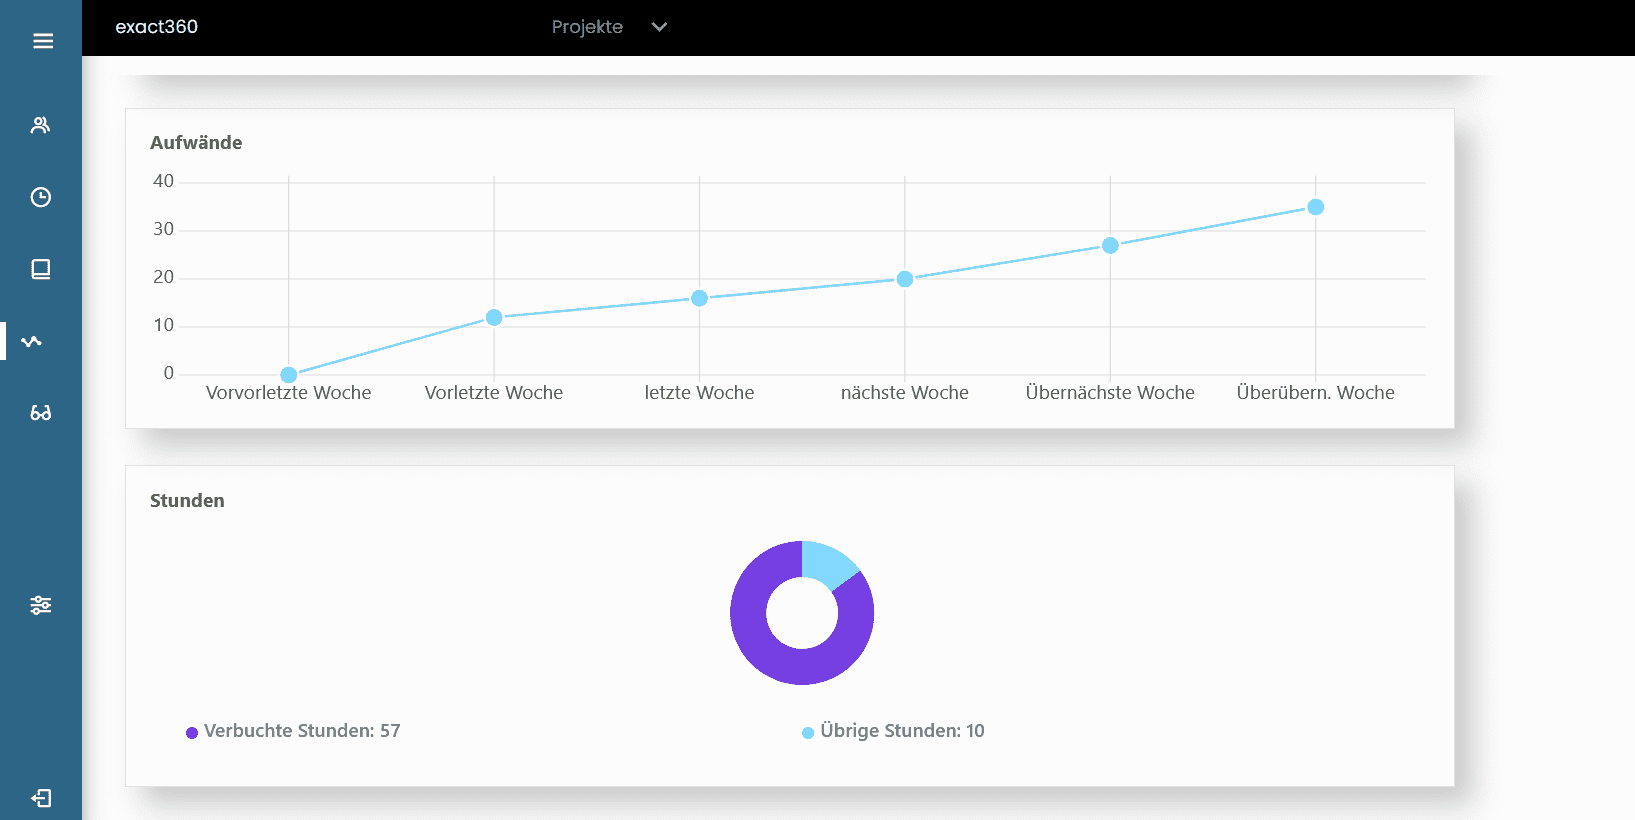 exact360
Projekte
Aufwände
40
30
20
10
0
Vorvorletzte Woche
Vorletzte Woche
letzte Woche
nächste Woche
Übernächste Woche
Überübern. Woche
Stunden
Verbuchte Stunden: 57
Übrige Stunden: 10